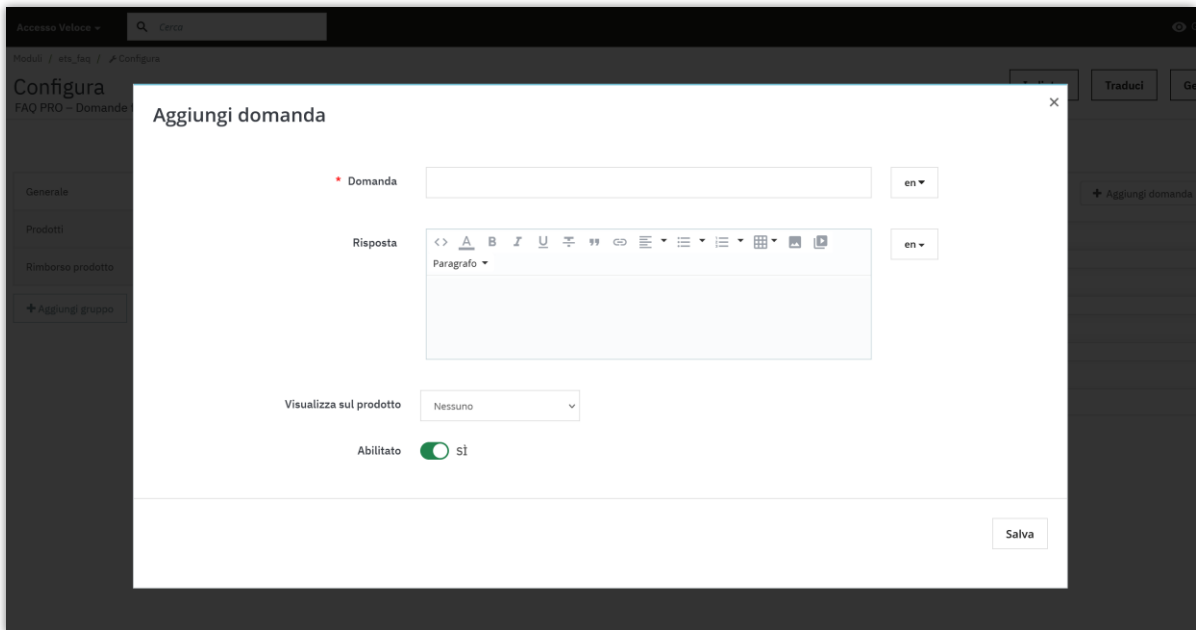 Accesso Veloce
Cerca
Moduli / ets_faq / Configura
Configura
FAQ PRO – Domande
Traduci
Aggiungi domanda
×
* Domanda
en
Generale
+ Aggiungi domanda
Prodotti
Risposta
en
Paragrafo
Rimborso prodotto
+ Aggiungi gruppo
Visualizza sul prodotto
Nessuno
Abilitato
SÌ
Salva